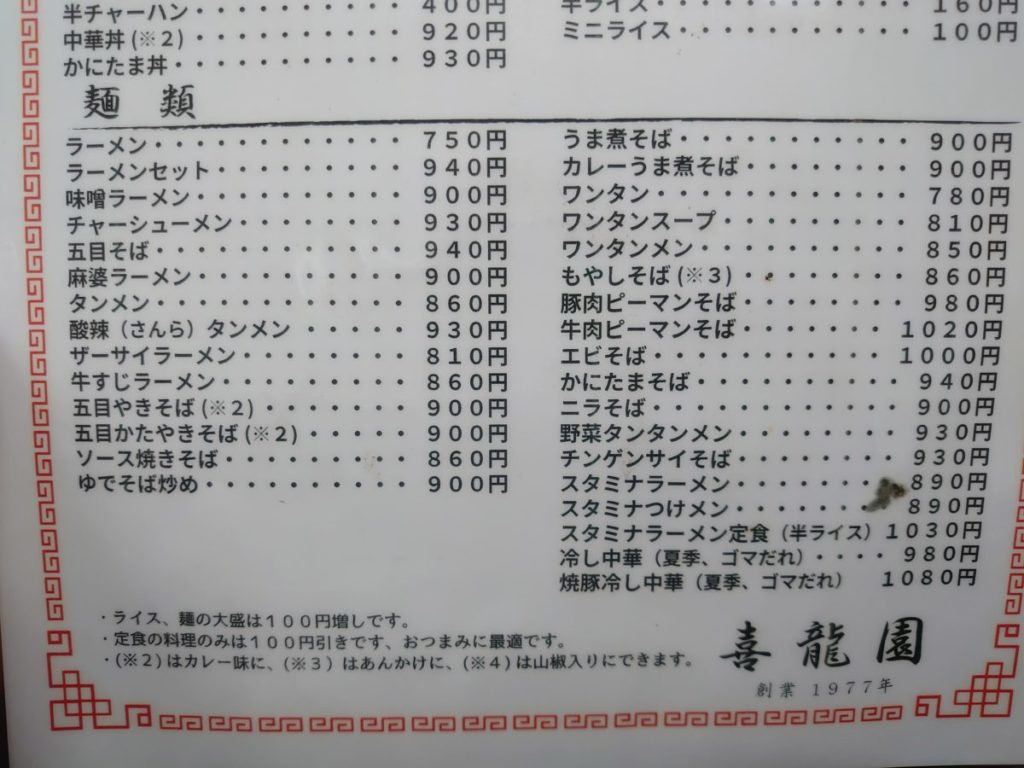 半チャーハン・・・・・・・・・・・400円
中華丼(※2)・・・・・・・・・・920円
かにたま丼・・・・・・・・・・・930円
半ライス・・・・・・・・・・・160円
ミニライス・・・・・・・・・・100円
麺類
ラーメン・・・・・・・・・・・・750円
ラーメンセット・・・・・・・・・940円
味噌ラーメン・・・・・・・・・・900円
チャーシューメン・・・・・・・・930円
五目そば・・・・・・・・・・・・940円
麻婆ラーメン・・・・・・・・・・900円
タンメン・・・・・・・・・・・・860円
酸辣（さんら）タンメン ・・・・・930円
ザーサイラーメン・・・・・・・・810円
牛すじラーメン・・・・・・・・・860円
五目やきそば(※2)・・・・・・・900円
五目かたやきそば(※2)・・・・・900円
ソース焼きそば・・・・・・・・・860円
ゆでそば炒め・・・・・・・・・・900円
うま煮そば・・・・・・・・・・・900円
カレーうま煮そば・・・・・・・・900円
ワンタン・・・・・・・・・・・・780円
ワンタンスープ・・・・・・・・・810円
ワンタンメン・・・・・・・・・・850円
もやしそば(※3)・・・・・・・・860円
豚肉ピーマンそば・・・・・・・・980円
牛肉ピーマンそば・・・・・・・1020円
エビそば・・・・・・・・・・・1000円
かにたまそば・・・・・・・・・・940円
ニラそば・・・・・・・・・・・・900円
野菜タンタンメン・・・・・・・・930円
チンゲンサイそば・・・・・・・・930円
スタミナラーメン・・・・・・・・890円
スタミナつけメン・・・・・・・・890円
スタミナラーメン定食（半ライス）1030円
冷し中華（夏季、ゴマだれ）・・・・980円
焼豚冷し中華（夏季、ゴマだれ） 1080円
・ライス、麺の大盛は100円増しです。
・定食の料理のみは100円引きです、おつまみに最適です。
・(※2)はカレー味に、(※3)はあんかけに、(※4)は山椒入りにできます。
喜龍園
創業 1977年